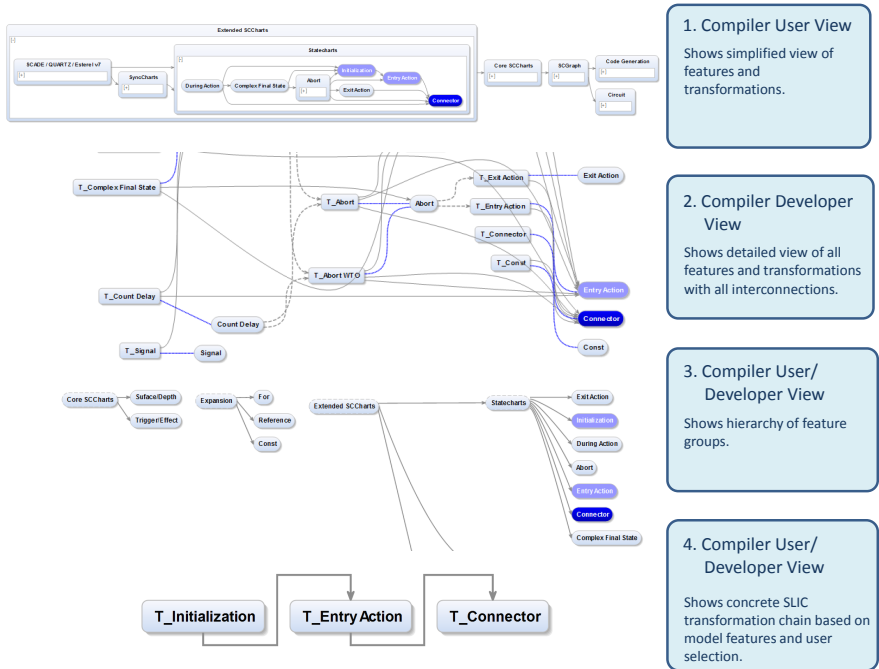 Extended SCCharts
[-]
SCADE / QUARTZ / Esterel v7
[+]
SyncCharts
[+]
Statecharts
[-]
During Action
Complex Final State
Abort
[+]
Initialization
Entry Action
Exit Action
Connector
Core SCCharts
[+]
SCGraph
[+]
Code Generation
[+]
Circuit
[+]
1. Compiler User View
Shows simplified view of
features and
transformations.
T_Complex Final State
T_Abort
Abort
T_Exit Action
Exit Action
T_Entry Action
T_Connector
T_Const
T_Abort WTO
Entry Action
T_Count Delay
Connector
Count Delay
Const
T_Signal
Signal
2. Compiler Developer
View
Shows detailed view of all
features and transformations
with all interconnections.
Core SCCharts
Suface/Depth
Trigger/Effect
Expansion
For
Reference
Const
Extended SCCharts
Statecharts
Exit Action
Initialization
During Action
Abort
Entry Action
Connector
Complex Final State
3. Compiler User/
Developer View
Shows hierarchy of feature
groups.
T_Initialization
T_Entry Action
T_Connector
4. Compiler User/
Developer View
Shows concrete SLIC
transformation chain based on
model features and user
selection.